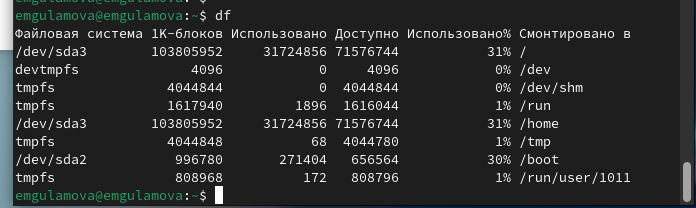 emgulamova@emgulamova:~$
emgulamova@emgulamova:~$ df
Файловая система 1K-блоков Использовано Доступно Использовано% Смонтировано в
/dev/sda3 103805952 31724856 71576744 31% /
devtmpfs 4096 0 4096 0% /dev
tmpfs 4044844 0 4044844 0% /dev/shm
tmpfs 1617940 1896 1616044 1% /run
/dev/sda3 103805952 31724856 71576744 31% /home
tmpfs 4044848 68 4044780 1% /tmp
/dev/sda2 996780 271404 656564 30% /boot
tmpfs 808968 172 808796 1% /run/user/1011
emgulamova@emgulamova:~$